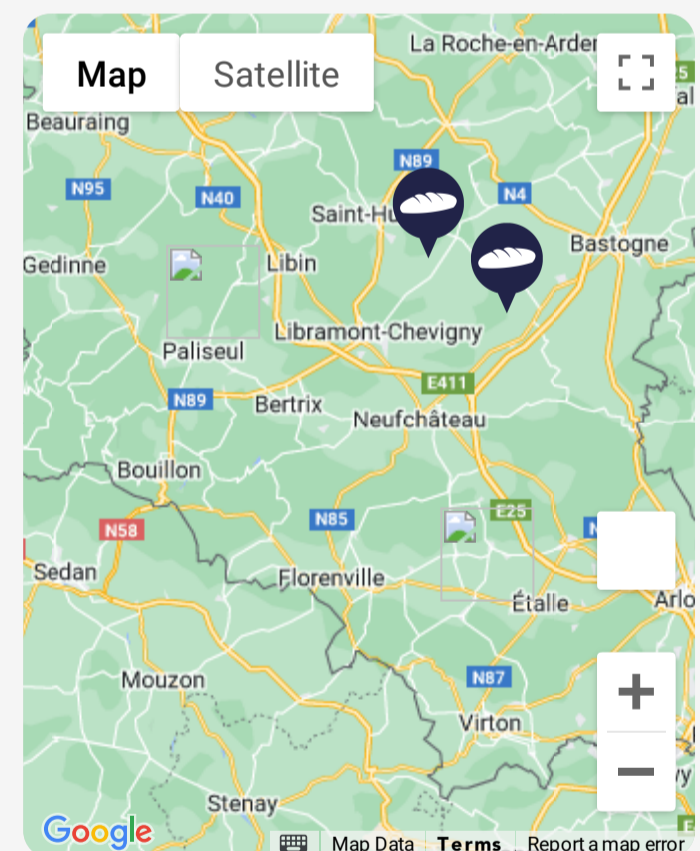 La Roche-en-Arden
Map
Satellite
E25
Beauraing
N89
N95
N40
N4
Saint-Hu
Bastogne
Gedinne
Libin
Libramont-Chevigny
Paliseul
E411
N89
Bertrix
Neufchâteau
Bouillon
N58
N85
E25
N
Sedan
Florenville
Étalle
Arlo
Mouzon
N87
+
Virton
−
Stenay
Google
Map Data
Terms
Report a map error